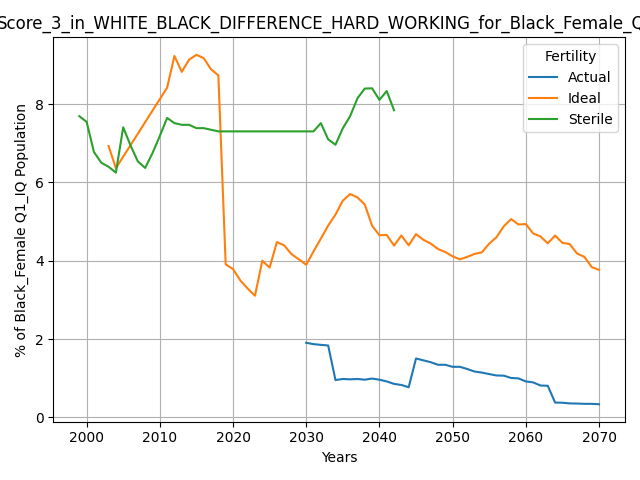 Score_3_in_WHITE_BLACK_DIFFERENCE_HARD_WORKING_for_Black_Female_Q
Fertility
Actual
Ideal
Sterile
% of Black_Female Q1_IQ Population
8
6
4
2
0
2000 2010 2020 2030 2040 2050 2060 2070
Years